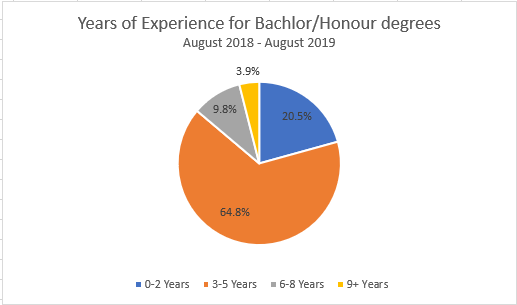 Years of Experience for Bachlor/Honour degrees
August 2018 - August 2019
3.9%
9.8%
20.5%
64.8%
0-2 Years 3-5 Years 6-8 Years 9+ Years